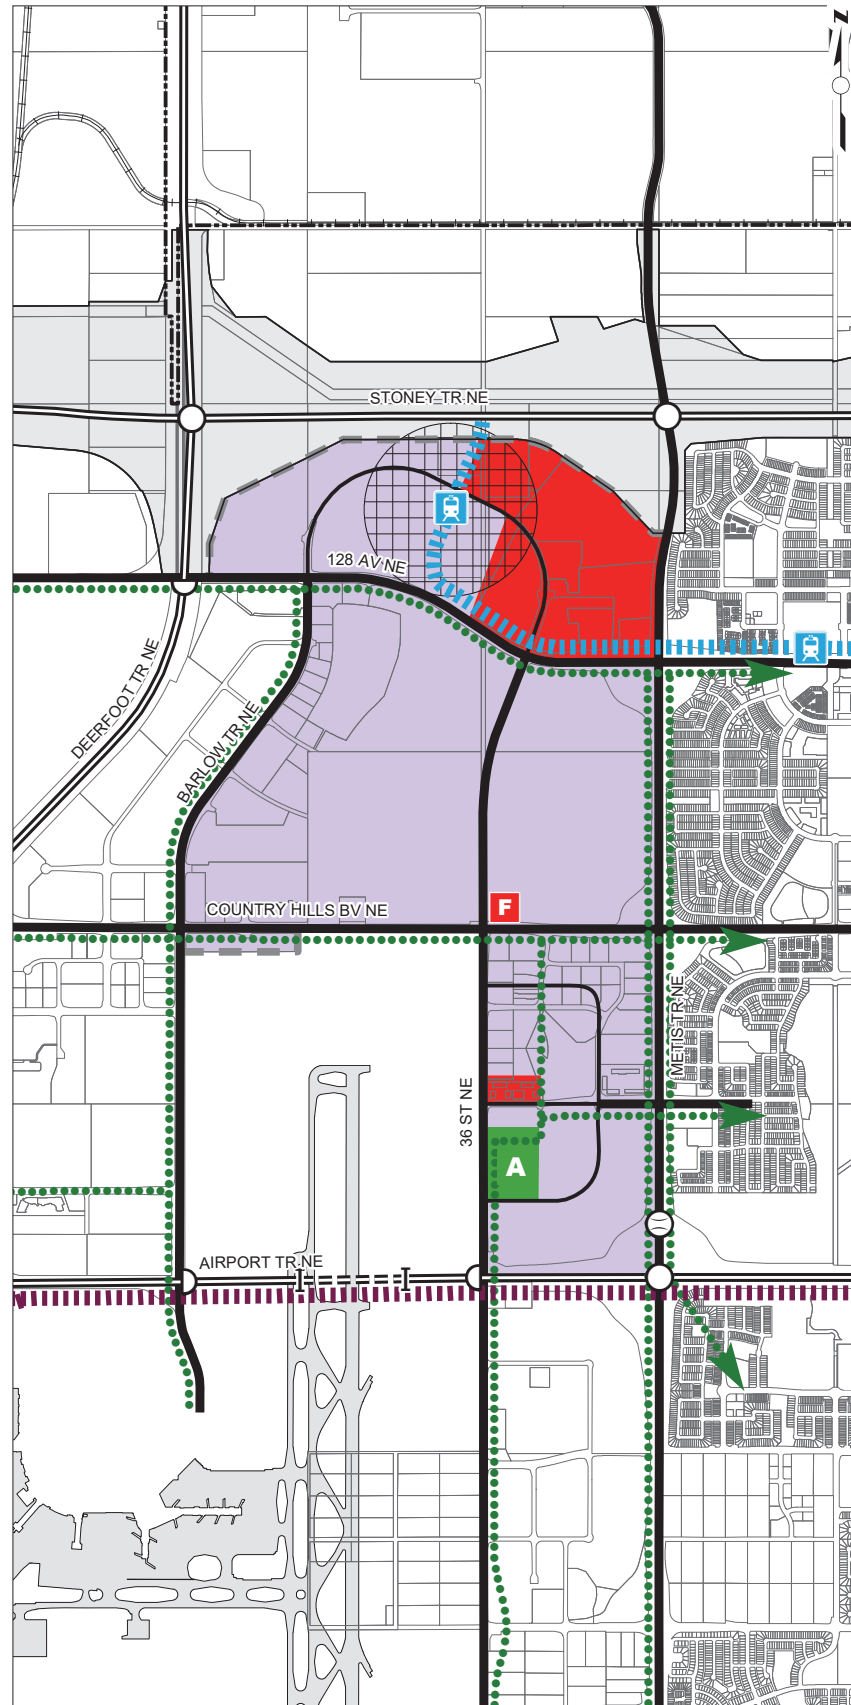 Z
STONEY TR NE
128 AV NE
DEERFOOT TR NE
BARLOW TR NE
F
COUNTRY HILLS BV NE
METIS TR NE
36 ST NE
A
AIRPORT TR NE